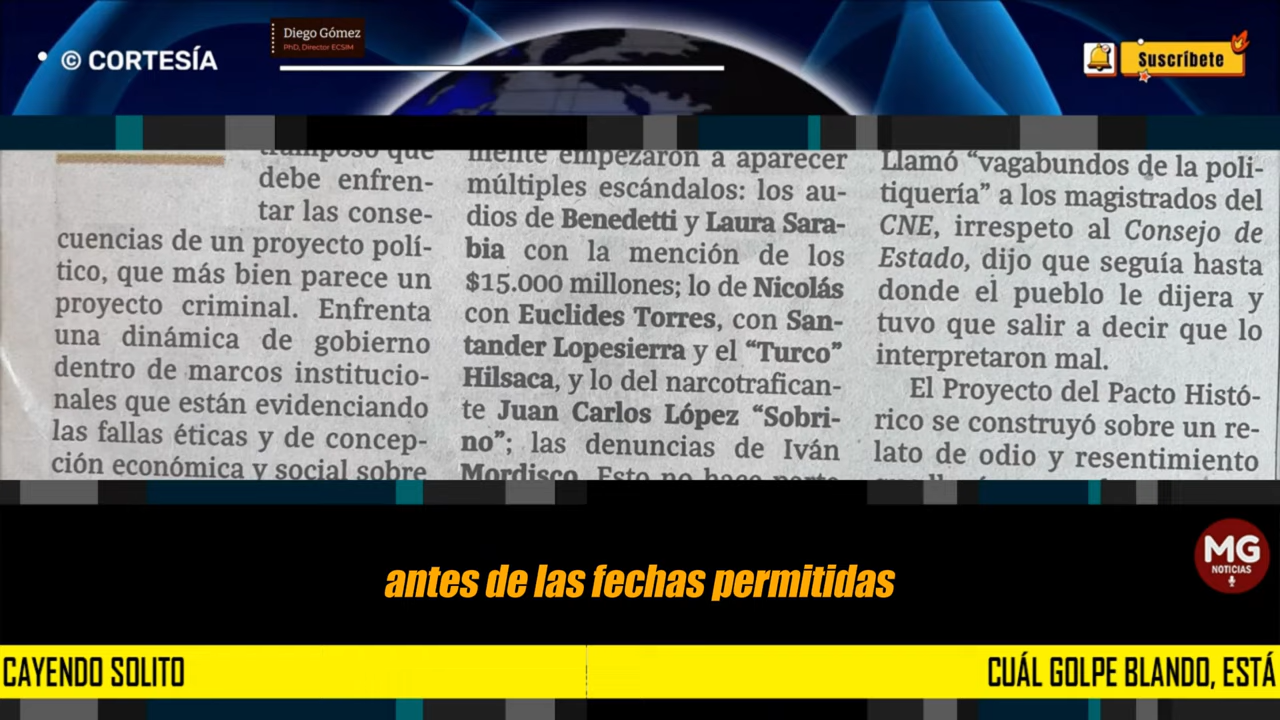 © CORTESÍA
Diego Gómez
PhD, Director ECSIM
Suscríbete
tramposo que
debe enfren-
tar las conse-
cuencias de un proyecto polí-
tico, que más bien parece un
proyecto criminal. Enfrenta
una dinámica de gobierno
dentro de marcos institucio-
nales que están evidenciando
las fallas éticas y de concep-
ción económica y social sobre
mente empezaron a aparecer
múltiples escándalos: los au-
dios de Benedetti y Laura Sara-
bia con la mención de los
$15.000 millones; lo de Nicolás
con Euclides Torres, con San-
tander Lopesierra y el “Turco”
Hilsaca, y lo del narcotrafican-
te Juan Carlos López “Sobri-
no”; las denuncias de Iván
Mordisco. Esto no hace parte
Llamó “vagabundos de la poli-
tiquería” a los magistrados del
CNE, irrespeto al Consejo de
Estado, dijo que seguía hasta
donde el pueblo le dijera y
tuvo que salir a decir que lo
interpretaron mal.
El Proyecto del Pacto Histó-
rico se construyó sobre un re-
lato de odio y resentimiento
antes de las fechas permitidas
MG
NOTICIAS
CAYENDO SOLITO
CUÁL GOLPE BLANDO, ESTÁ